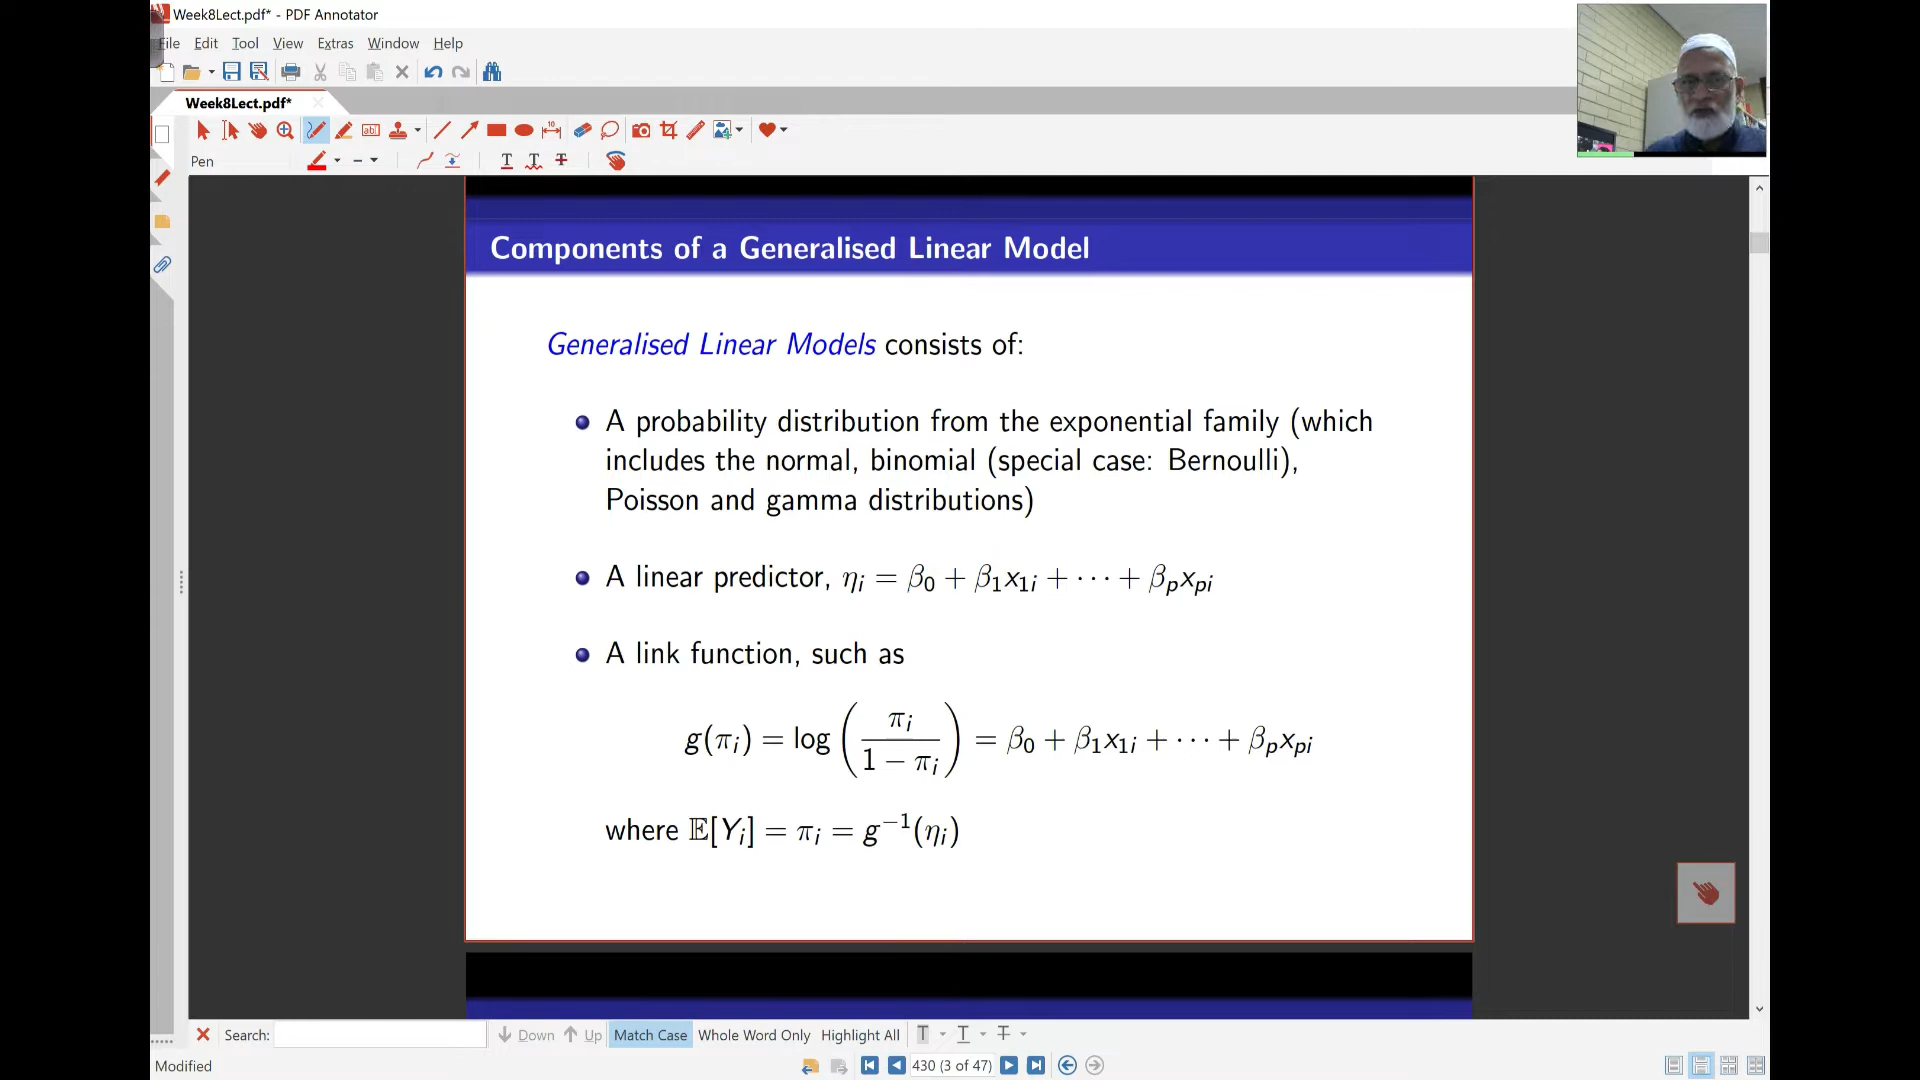 Week8Lect.pdf* - PDF Annotator
File Edit Tool View Extras Window Help
Week8Lect.pdf*
Pen
Components of a Generalised Linear Model
Generalised Linear Models consists of:
A probability distribution from the exponential family (which
includes the normal, binomial (special case: Bernoulli),
Poisson and gamma distributions)
A linear predictor, ηᵢ = β₀ + β₁x₁ᵢ + ··· + βₚxₚᵢ
A link function, such as
g(πᵢ) = log(πᵢ / (1 − πᵢ)) = β₀ + β₁x₁ᵢ + ··· + βₚxₚᵢ
where 𝔼[Yᵢ] = πᵢ = g⁻¹(ηᵢ)
Search: Down Up Match Case Whole Word Only Highlight All
Modified
430 (3 of 47)